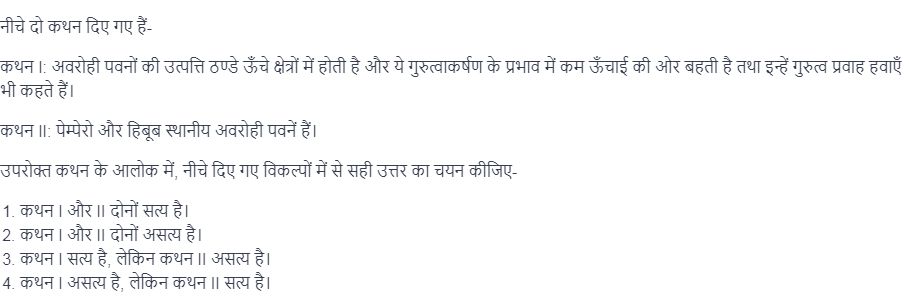 नीचे दो कथन दिए गए हैं-
कथन I: अवरोही पवनों की उत्पत्ति ठण्डे ऊँचे क्षेत्रों में होती है और ये गुरुत्वाकर्षण के प्रभाव में कम ऊँचाई की ओर बहती है तथा इन्हें गुरुत्व प्रवाह हवाएँ
भी कहते हैं।
कथन II: पेम्पेरो और हिबूब स्थानीय अवरोही पवनें हैं।
उपरोक्त कथन के आलोक में, नीचे दिए गए विकल्पों में से सही उत्तर का चयन कीजिए-
1. कथन I और II दोनों सत्य है।
2. कथन I और II दोनों असत्य है।
3. कथन I सत्य है, लेकिन कथन II असत्य है।
4. कथन I असत्य है, लेकिन कथन II सत्य है।